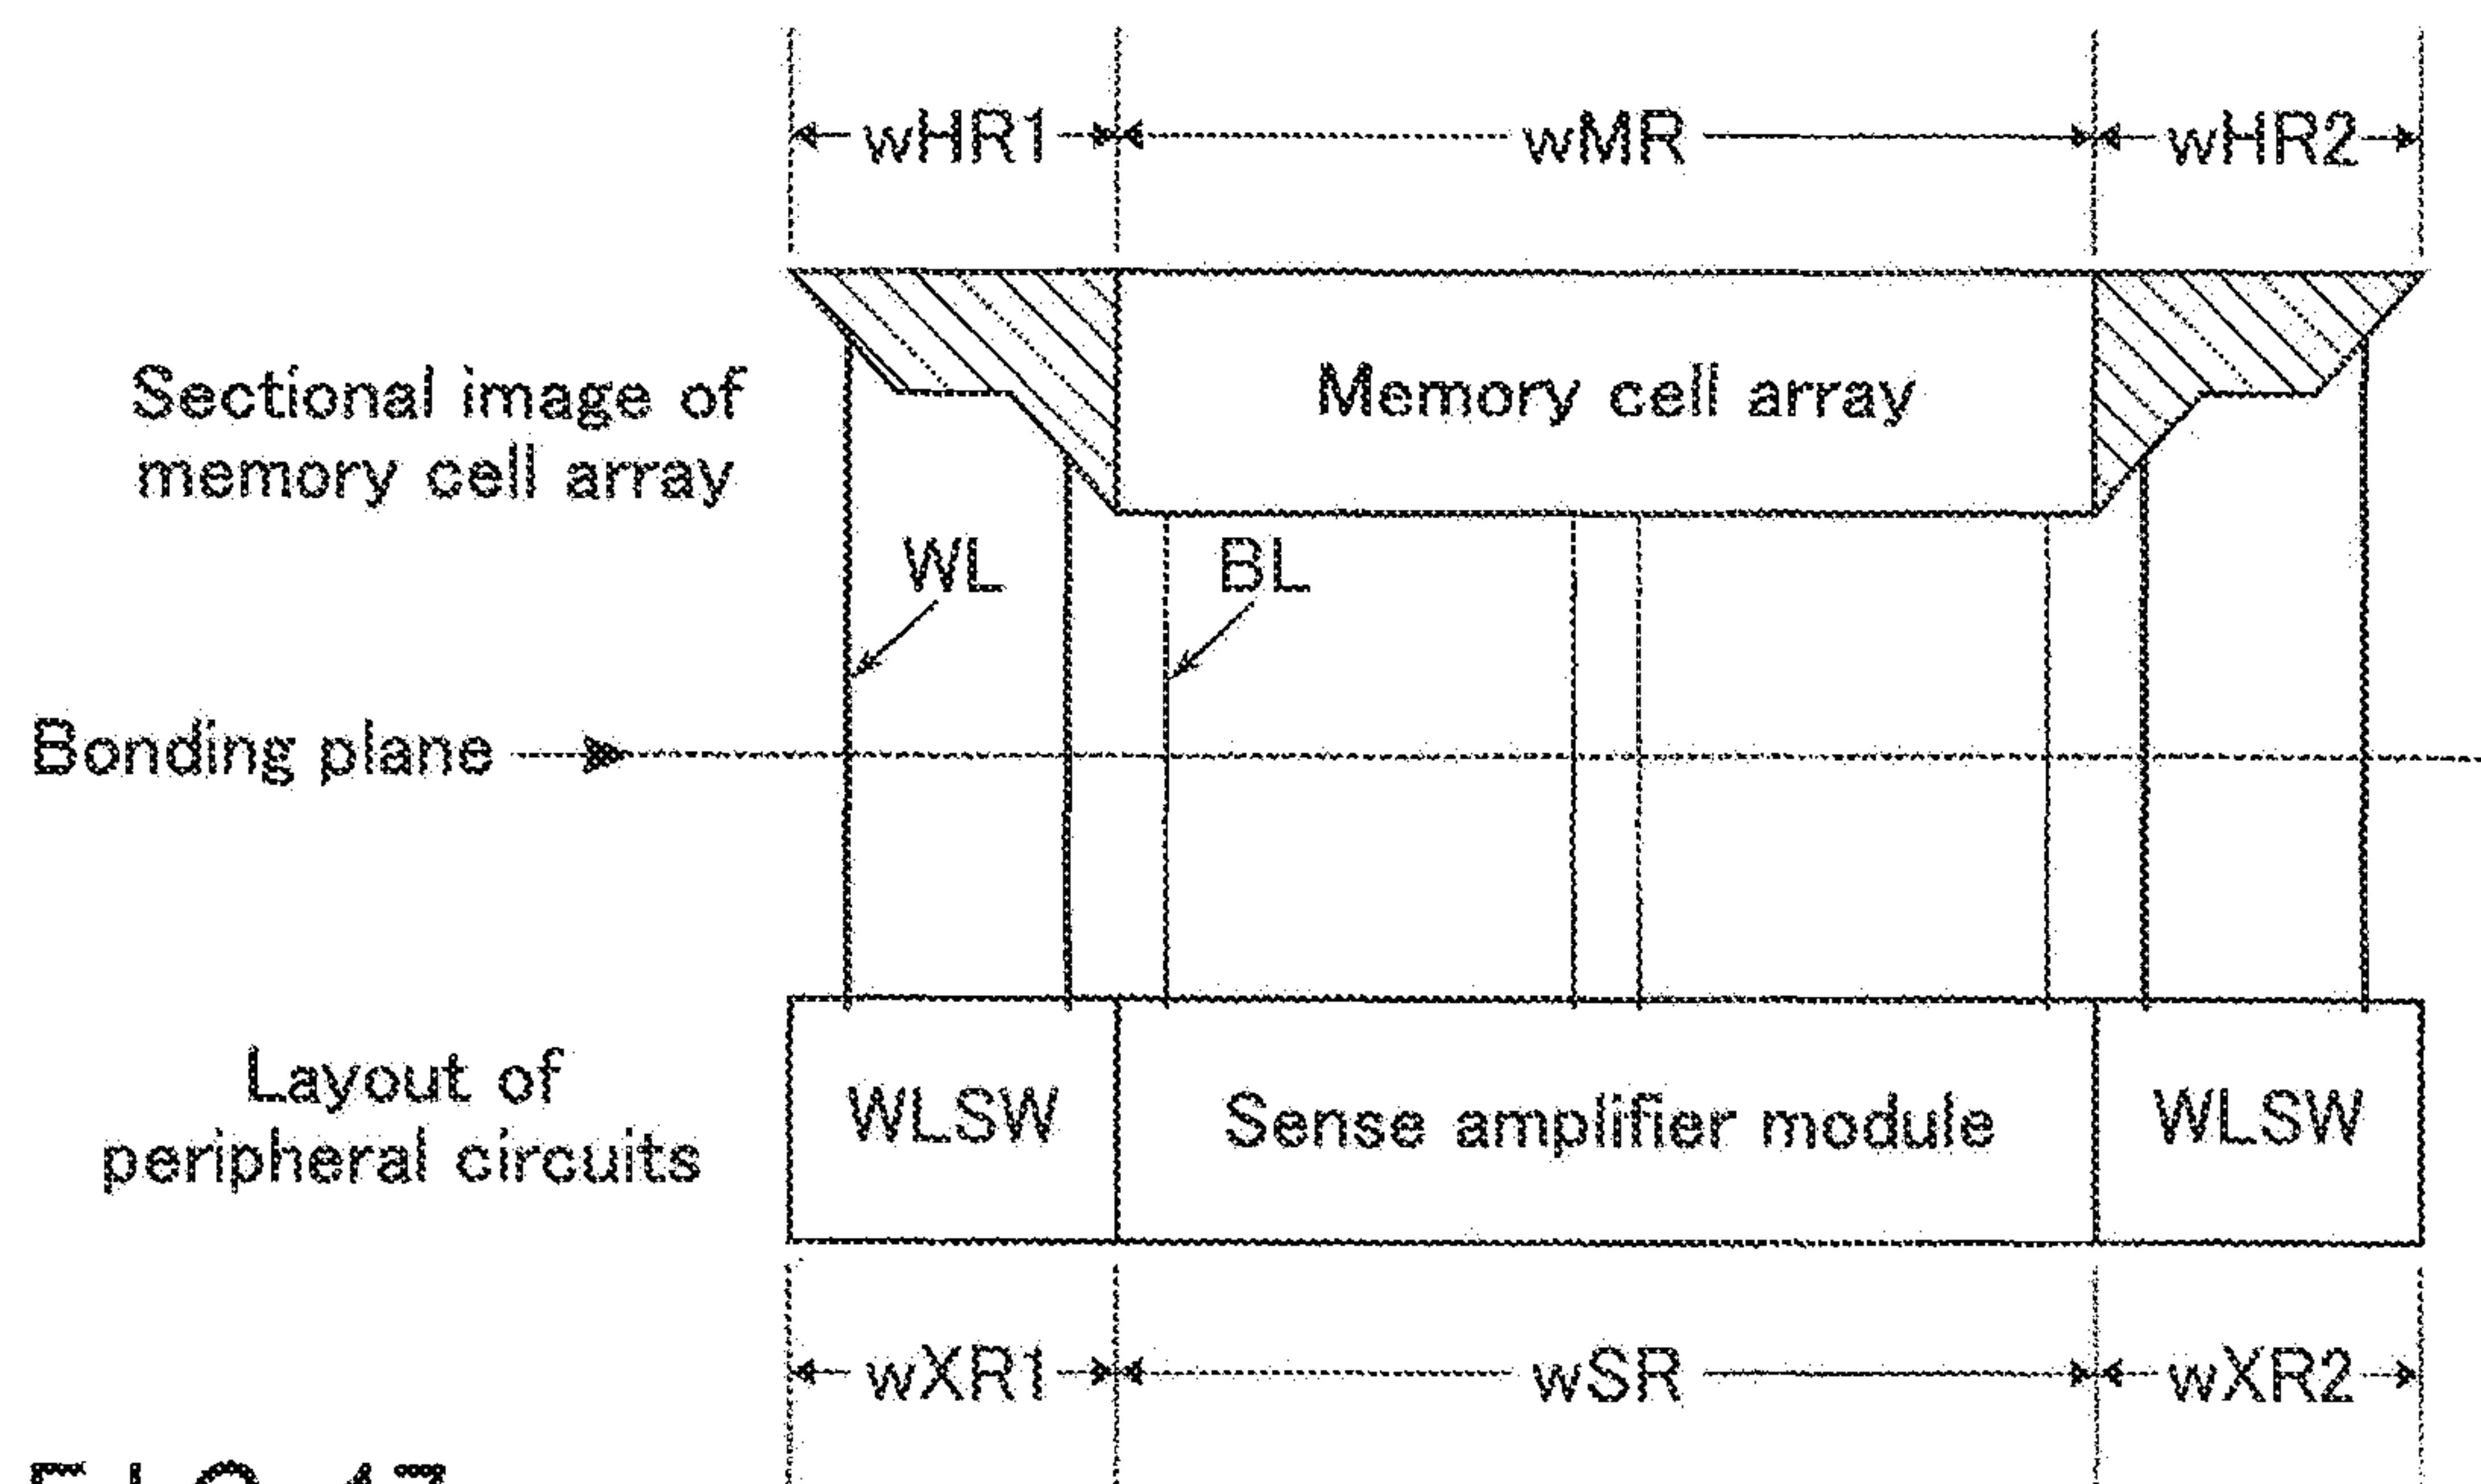 wHR1 wMR wHR2
Sectional image of
memory cell array
Memory cell array
WL BL
Bonding plane
Layout of
peripheral circuits
WLSW Sense amplifier module WLSW
wXR1 wSR wXR2